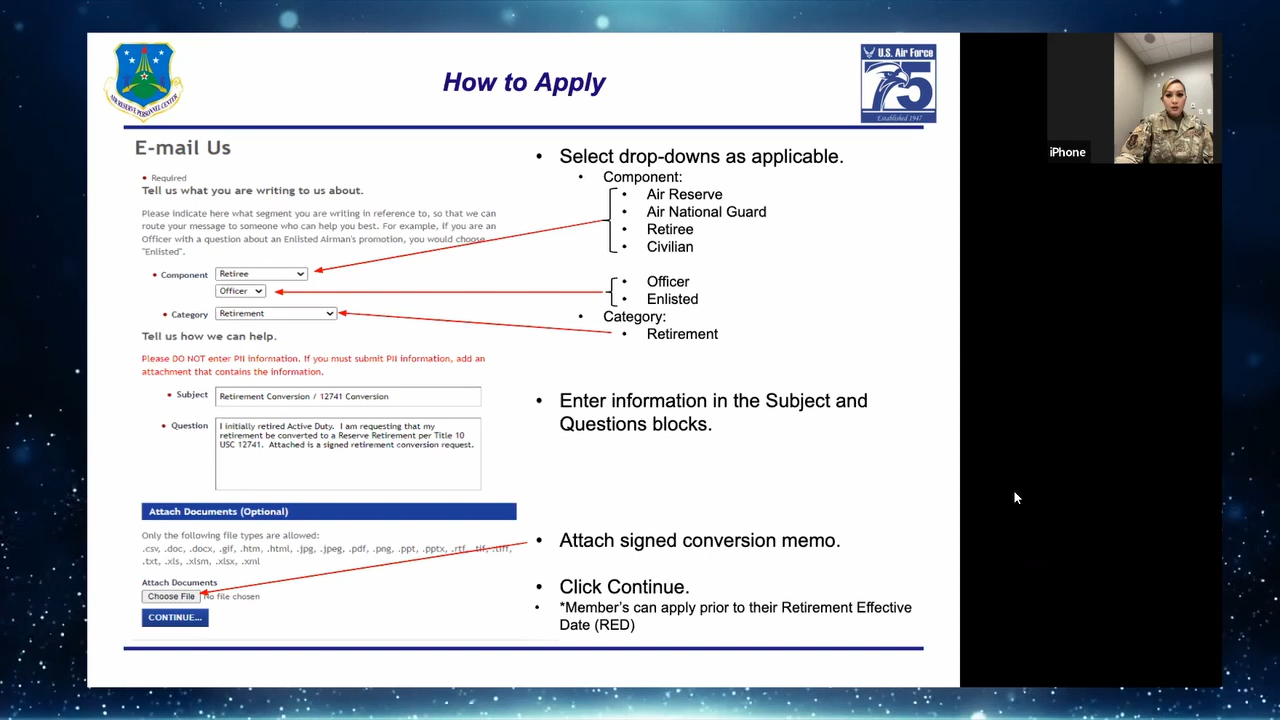 How to Apply
AIR RESERVE PERSONNEL CENTER
U.S. Air Force
75
Established 1947
iPhone
E-mail Us
• Required
Tell us what you are writing to us about.
Please indicate here what segment you are writing in reference to, so that we can
route your message to someone who can help you best. For example, if you are an
Officer with a question about an Enlisted Airman's promotion, you would choose
"Enlisted".
• Component Retiree
Officer
• Category Retirement
Tell us how we can help.
Please DO NOT enter PII information. If you must submit PII information, add an
attachment that contains the information.
• Subject Retirement Conversion / 12741 Conversion
• Question I initially retired Active Duty. I am requesting that my
retirement be converted to a Reserve Retirement per Title 10
USC 12741. Attached is a signed retirement conversion request.
Attach Documents (Optional)
Only the following file types are allowed:
.csv, .doc, .docx, .gif, .htm, .html, .jpg, .jpeg, .pdf, .png, .ppt, .pptx, .rtf, .tif, .tiff,
.txt, .xls, .xlsm, .xlsx, .xml
Attach Documents
Choose File No file chosen
CONTINUE...
• Select drop-downs as applicable.
• Component:
• Air Reserve
• Air National Guard
• Retiree
• Civilian
• Officer
• Enlisted
• Category:
• Retirement
• Enter information in the Subject and
Questions blocks.
• Attach signed conversion memo.
• Click Continue.
• *Member's can apply prior to their Retirement Effective
Date (RED)